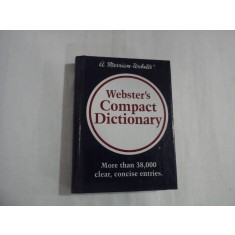 A Merriam-Webster®
Webster's
Compact
Dictionary
More than 38,000
clear, concise entries.